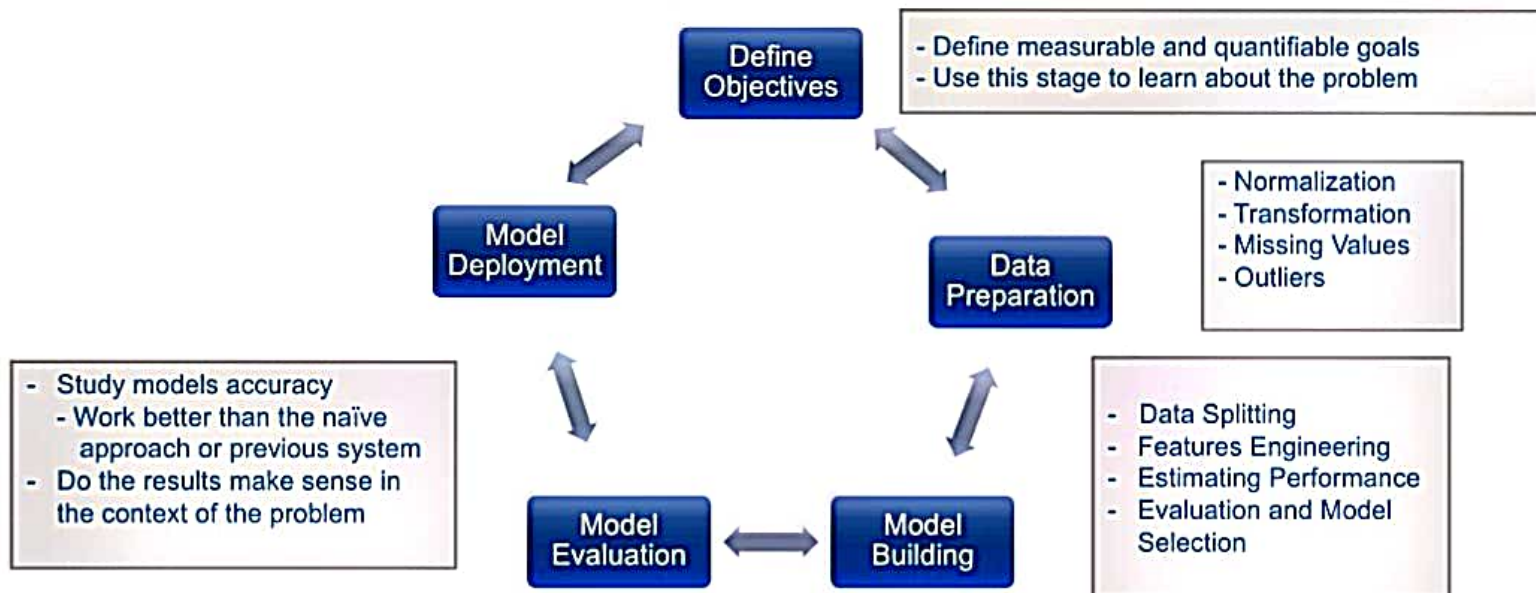 Define
Objectives
- Define measurable and quantifiable goals
- Use this stage to learn about the problem
Data
Preparation
- Normalization
- Transformation
- Missing Values
- Outliers
Model
Building
- Data Splitting
- Features Engineering
- Estimating Performance
- Evaluation and Model
Selection
Model
Evaluation
- Study models accuracy
- Work better than the naïve
approach or previous system
- Do the results make sense in
the context of the problem
Model
Deployment